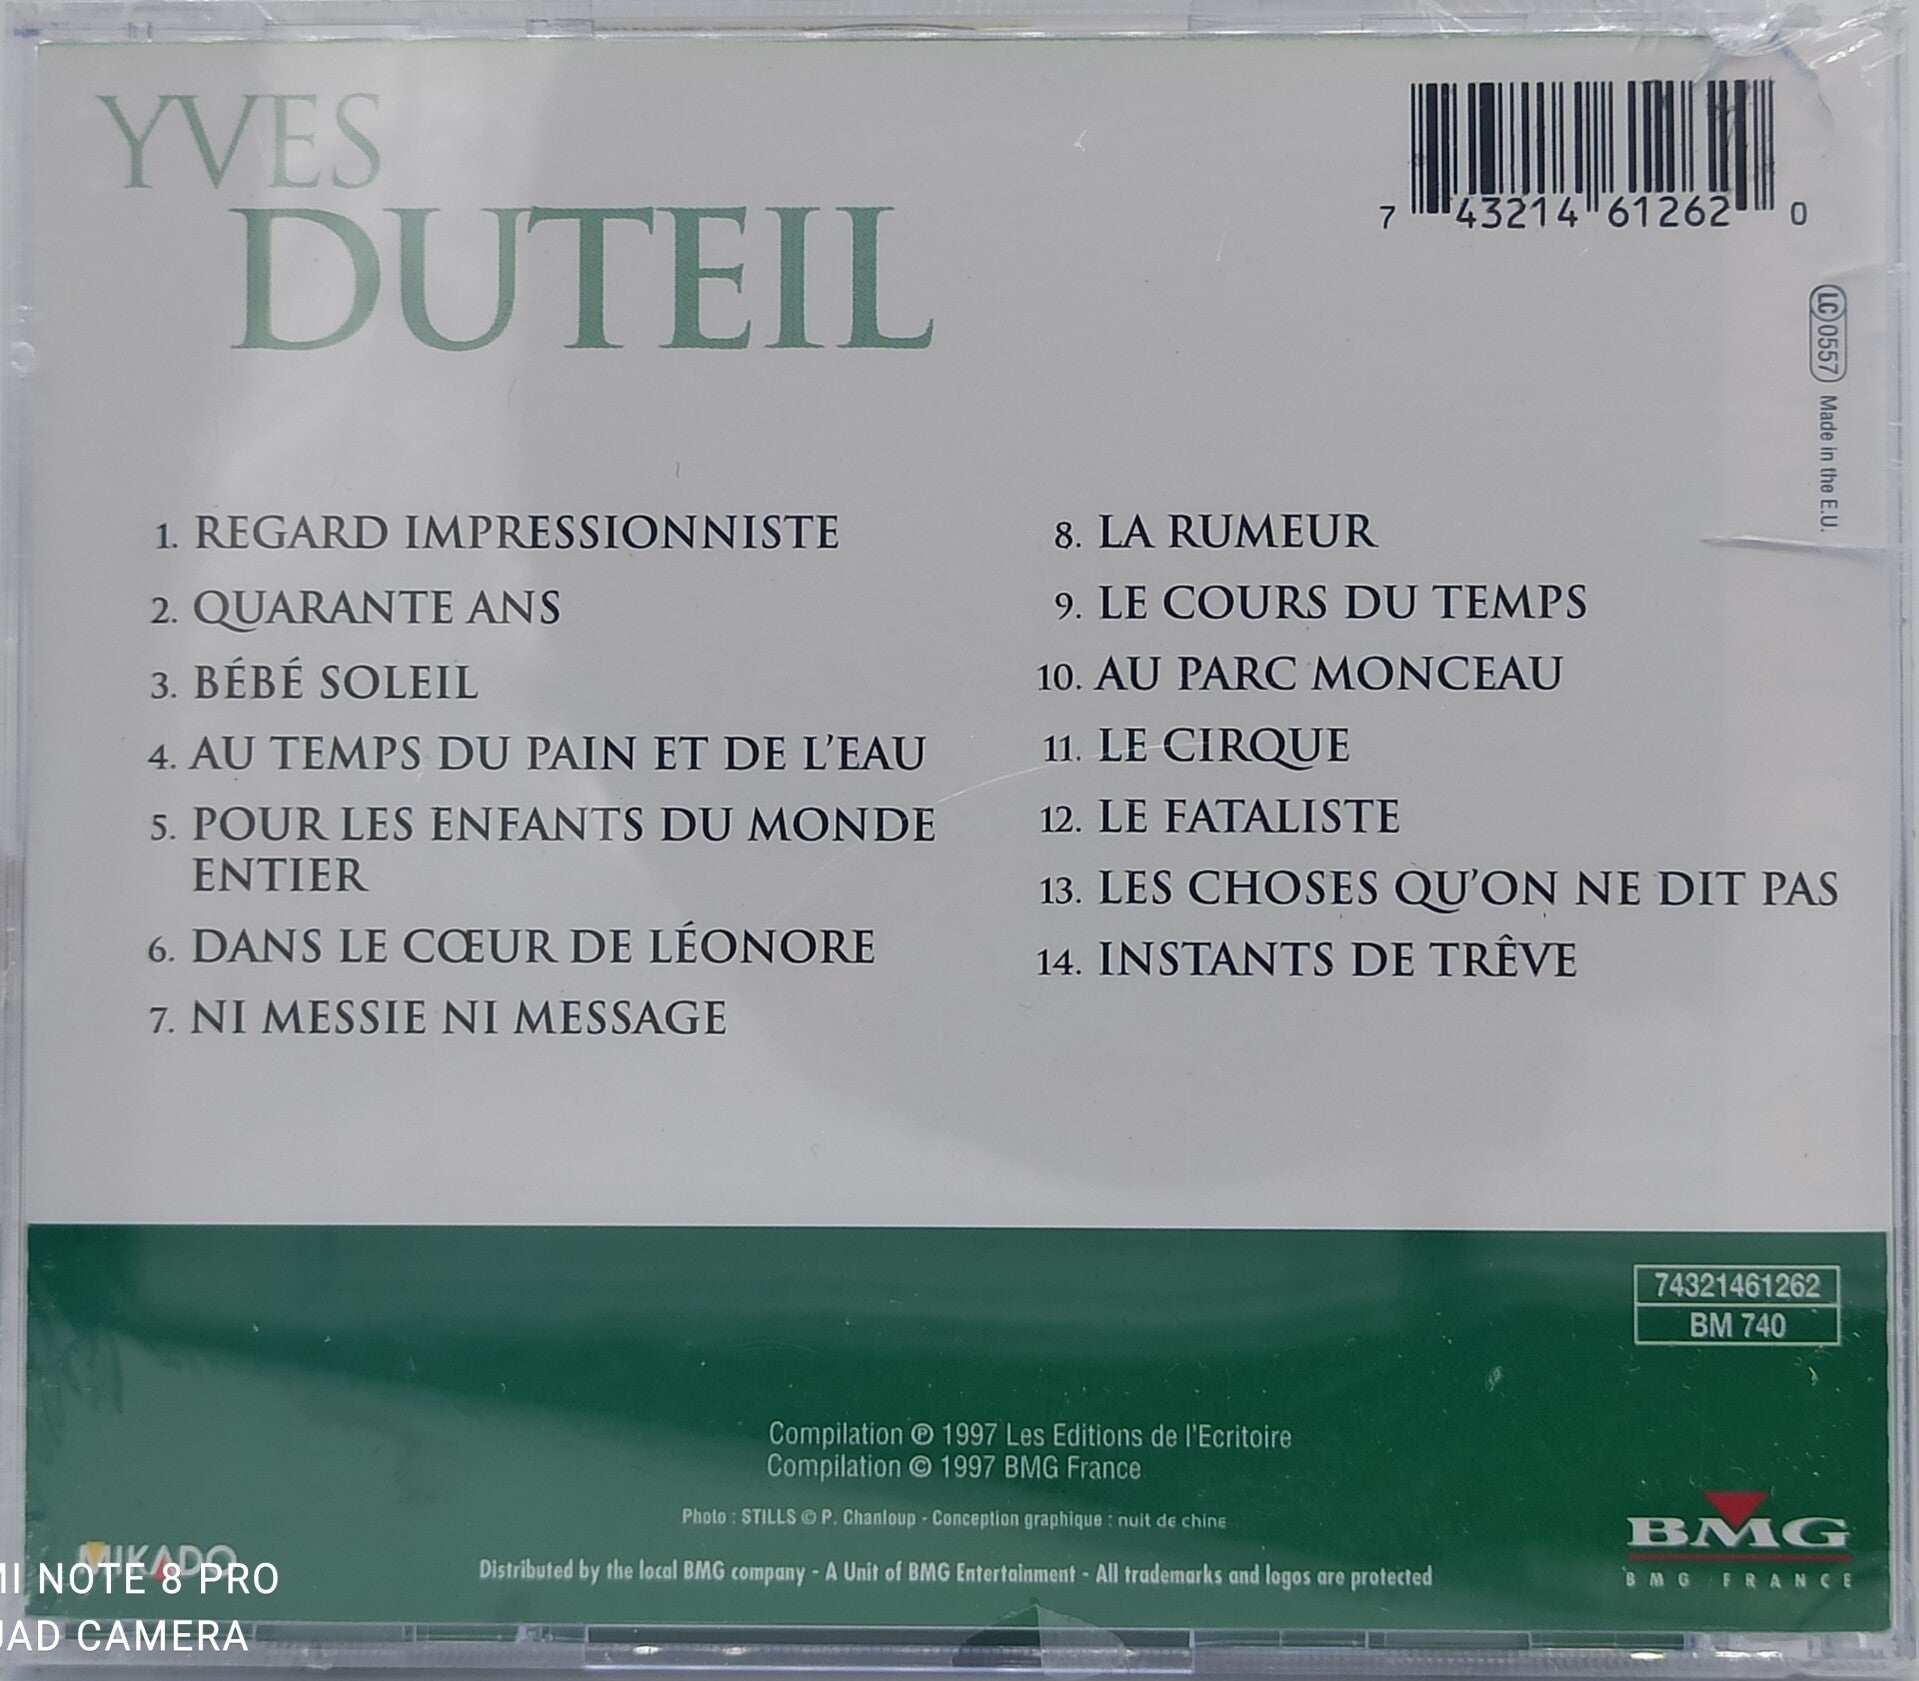 YVES
DUTEIL
7 43214 61262 0
LC 0557 Made in the E.U.
1. REGARD IMPRESSIONNISTE
2. QUARANTE ANS
3. BÉBÉ SOLEIL
4. AU TEMPS DU PAIN ET DE L'EAU
5. POUR LES ENFANTS DU MONDE
ENTIER
6. DANS LE CŒUR DE LÉONORE
7. NI MESSIE NI MESSAGE
8. LA RUMEUR
9. LE COURS DU TEMPS
10. AU PARC MONCEAU
11. LE CIRQUE
12. LE FATALISTE
13. LES CHOSES QU'ON NE DIT PAS
14. INSTANTS DE TRÊVE
74321461262
BM 740
Compilation ℗ 1997 Les Editions de l'Ecritoire
Compilation © 1997 BMG France
Photo : STILLS © P. Chanloup - Conception graphique : nuit de chine
Distributed by the local BMG company - A Unit of BMG Entertainment - All trademarks and logos are protected
MIKADO
BMG
BMG FRANCE
MI NOTE 8 PRO
UAD CAMERA